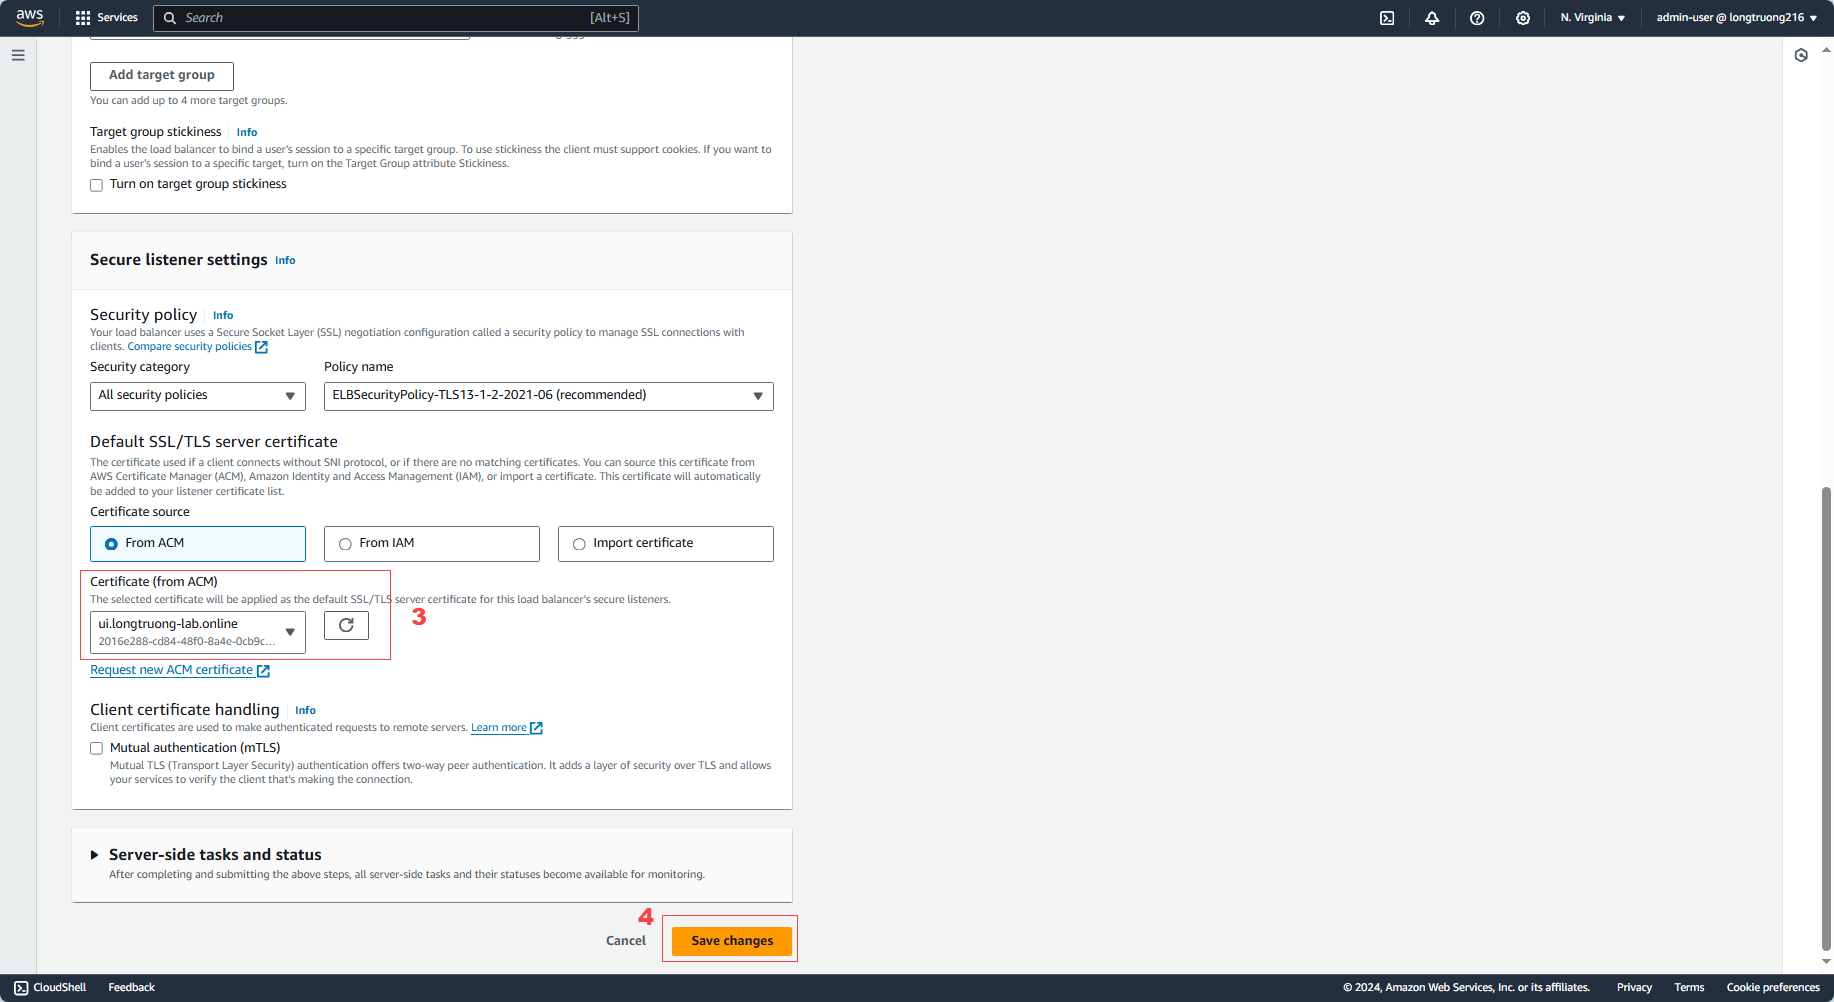 aws
Services
Search
[Alt+S]
N. Virginia
admin-user @ longtruong216
Add target group
You can add up to 4 more target groups.
Target group stickiness
Info
Enables the load balancer to bind a user's session to a specific target group. To use stickiness the client must support cookies. If you want to
bind a user's session to a specific target, turn on the Target Group attribute Stickiness.
Turn on target group stickiness
Secure listener settings
Info
Security policy
Info
Your load balancer uses a Secure Socket Layer (SSL) negotiation configuration called a security policy to manage SSL connections with
clients. Compare security policies
Security category
Policy name
All security policies
ELBSecurityPolicy-TLS13-1-2-2021-06 (recommended)
Default SSL/TLS server certificate
The certificate used if a client connects without SNI protocol, or if there are no matching certificates. You can source this certificate from
AWS Certificate Manager (ACM), Amazon Identity and Access Management (IAM), or import a certificate. This certificate will automatically
be added to your listener certificate list.
Certificate source
From ACM
From IAM
Import certificate
Certificate (from ACM)
The selected certificate will be applied as the default SSL/TLS server certificate for this load balancer's secure listeners.
ui.longtruong-lab.online
2016e288-cd84-48f0-8a4e-0cb9c...
3
Request new ACM certificate
Client certificate handling
Info
Client certificates are used to make authenticated requests to remote servers. Learn more
Mutual authentication (mTLS)
Mutual TLS (Transport Layer Security) authentication offers two-way peer authentication. It adds a layer of security over TLS and allows
your services to verify the client that's making the connection.
Server-side tasks and status
After completing and submitting the above steps, all server-side tasks and their statuses become available for monitoring.
4
Cancel
Save changes
CloudShell
Feedback
© 2024, Amazon Web Services, Inc. or its affiliates.
Privacy
Terms
Cookie preferences